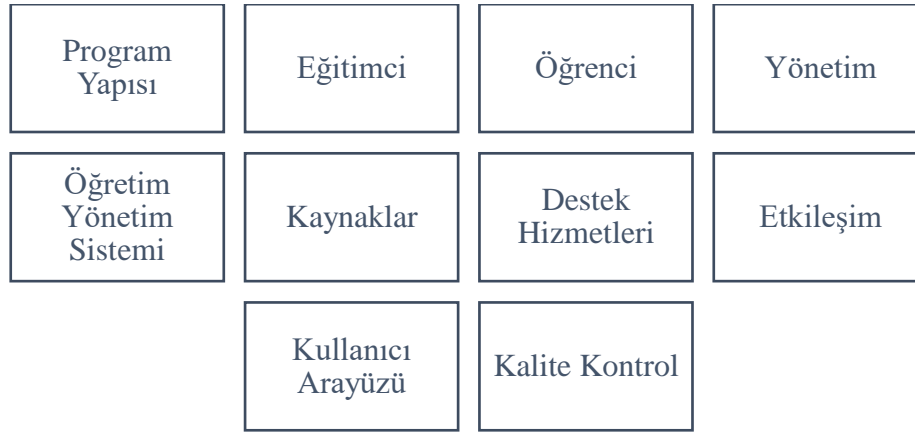 Program
Yapısı
Eğitimci
Öğrenci
Yönetim
Öğretim
Yönetim
Sistemi
Kaynaklar
Destek
Hizmetleri
Etkileşim
Kullanıcı
Arayüzü
Kalite Kontrol